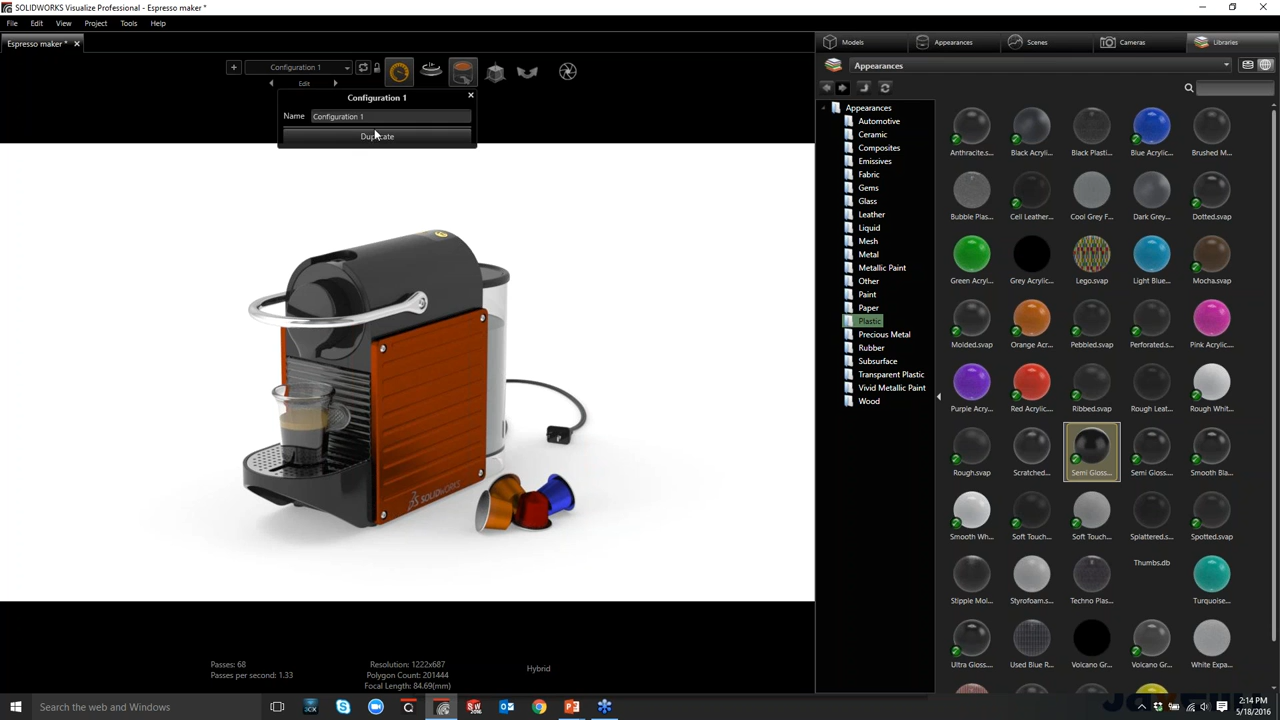 SOLIDWORKS Visualize Professional - Espresso maker *
File Edit View Project Tools Help
Espresso maker * ×
Configuration 1
Edit
Configuration 1
Name Configuration 1
Duplicate
SOLIDWORKS
Passes: 68
Passes per second: 1.33
Resolution: 1222x687
Polygon Count: 201444
Focal Length: 84.69(mm)
Hybrid
Models Appearances Scenes Cameras Libraries
Appearances
Appearances
Automotive
Ceramic
Composites
Emissives
Fabric
Gems
Glass
Leather
Liquid
Mesh
Metal
Metallic Paint
Other
Paint
Paper
Plastic
Precious Metal
Rubber
Subsurface
Transparent Plastic
Vivid Metallic Paint
Wood
Anthracite.s... Black Acryli... Black Plasti... Blue Acrylic... Brushed M...
Bubble Plas... Cell Leather... Cool Grey F... Dark Grey... Dotted.svap
Green Acryl... Grey Acrylic... Lego.svap Light Blue... Mocha.svap
Molded.svap Orange Acr... Pebbled.svap Perforated.s... Pink Acrylic...
Purple Acry... Red Acrylic... Ribbed.svap Rough Leat... Rough Whit...
Rough.svap Scratched... Semi Gloss... Semi Gloss... Smooth Bla...
Smooth Wh... Soft Touch... Soft Touch... Splattered.s... Spotted.svap
Stipple Mol... Styrofoam.s... Techno Plas... Thumbs.db Turquoise...
Ultra Gloss... Used Blue R... Volcano Gr... Volcano Gr... White Expa...
Search the web and Windows
2:14 PM
5/18/2016